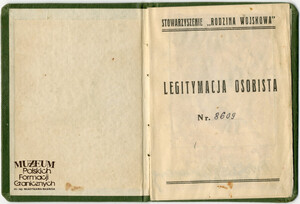 MUZEUM
Polskich
Formacji
Granicznych
STOWARZYSZENIE „RODZINA WOJSKOWA"
LEGITYMACJA OSOBISTA
Nr. 8609